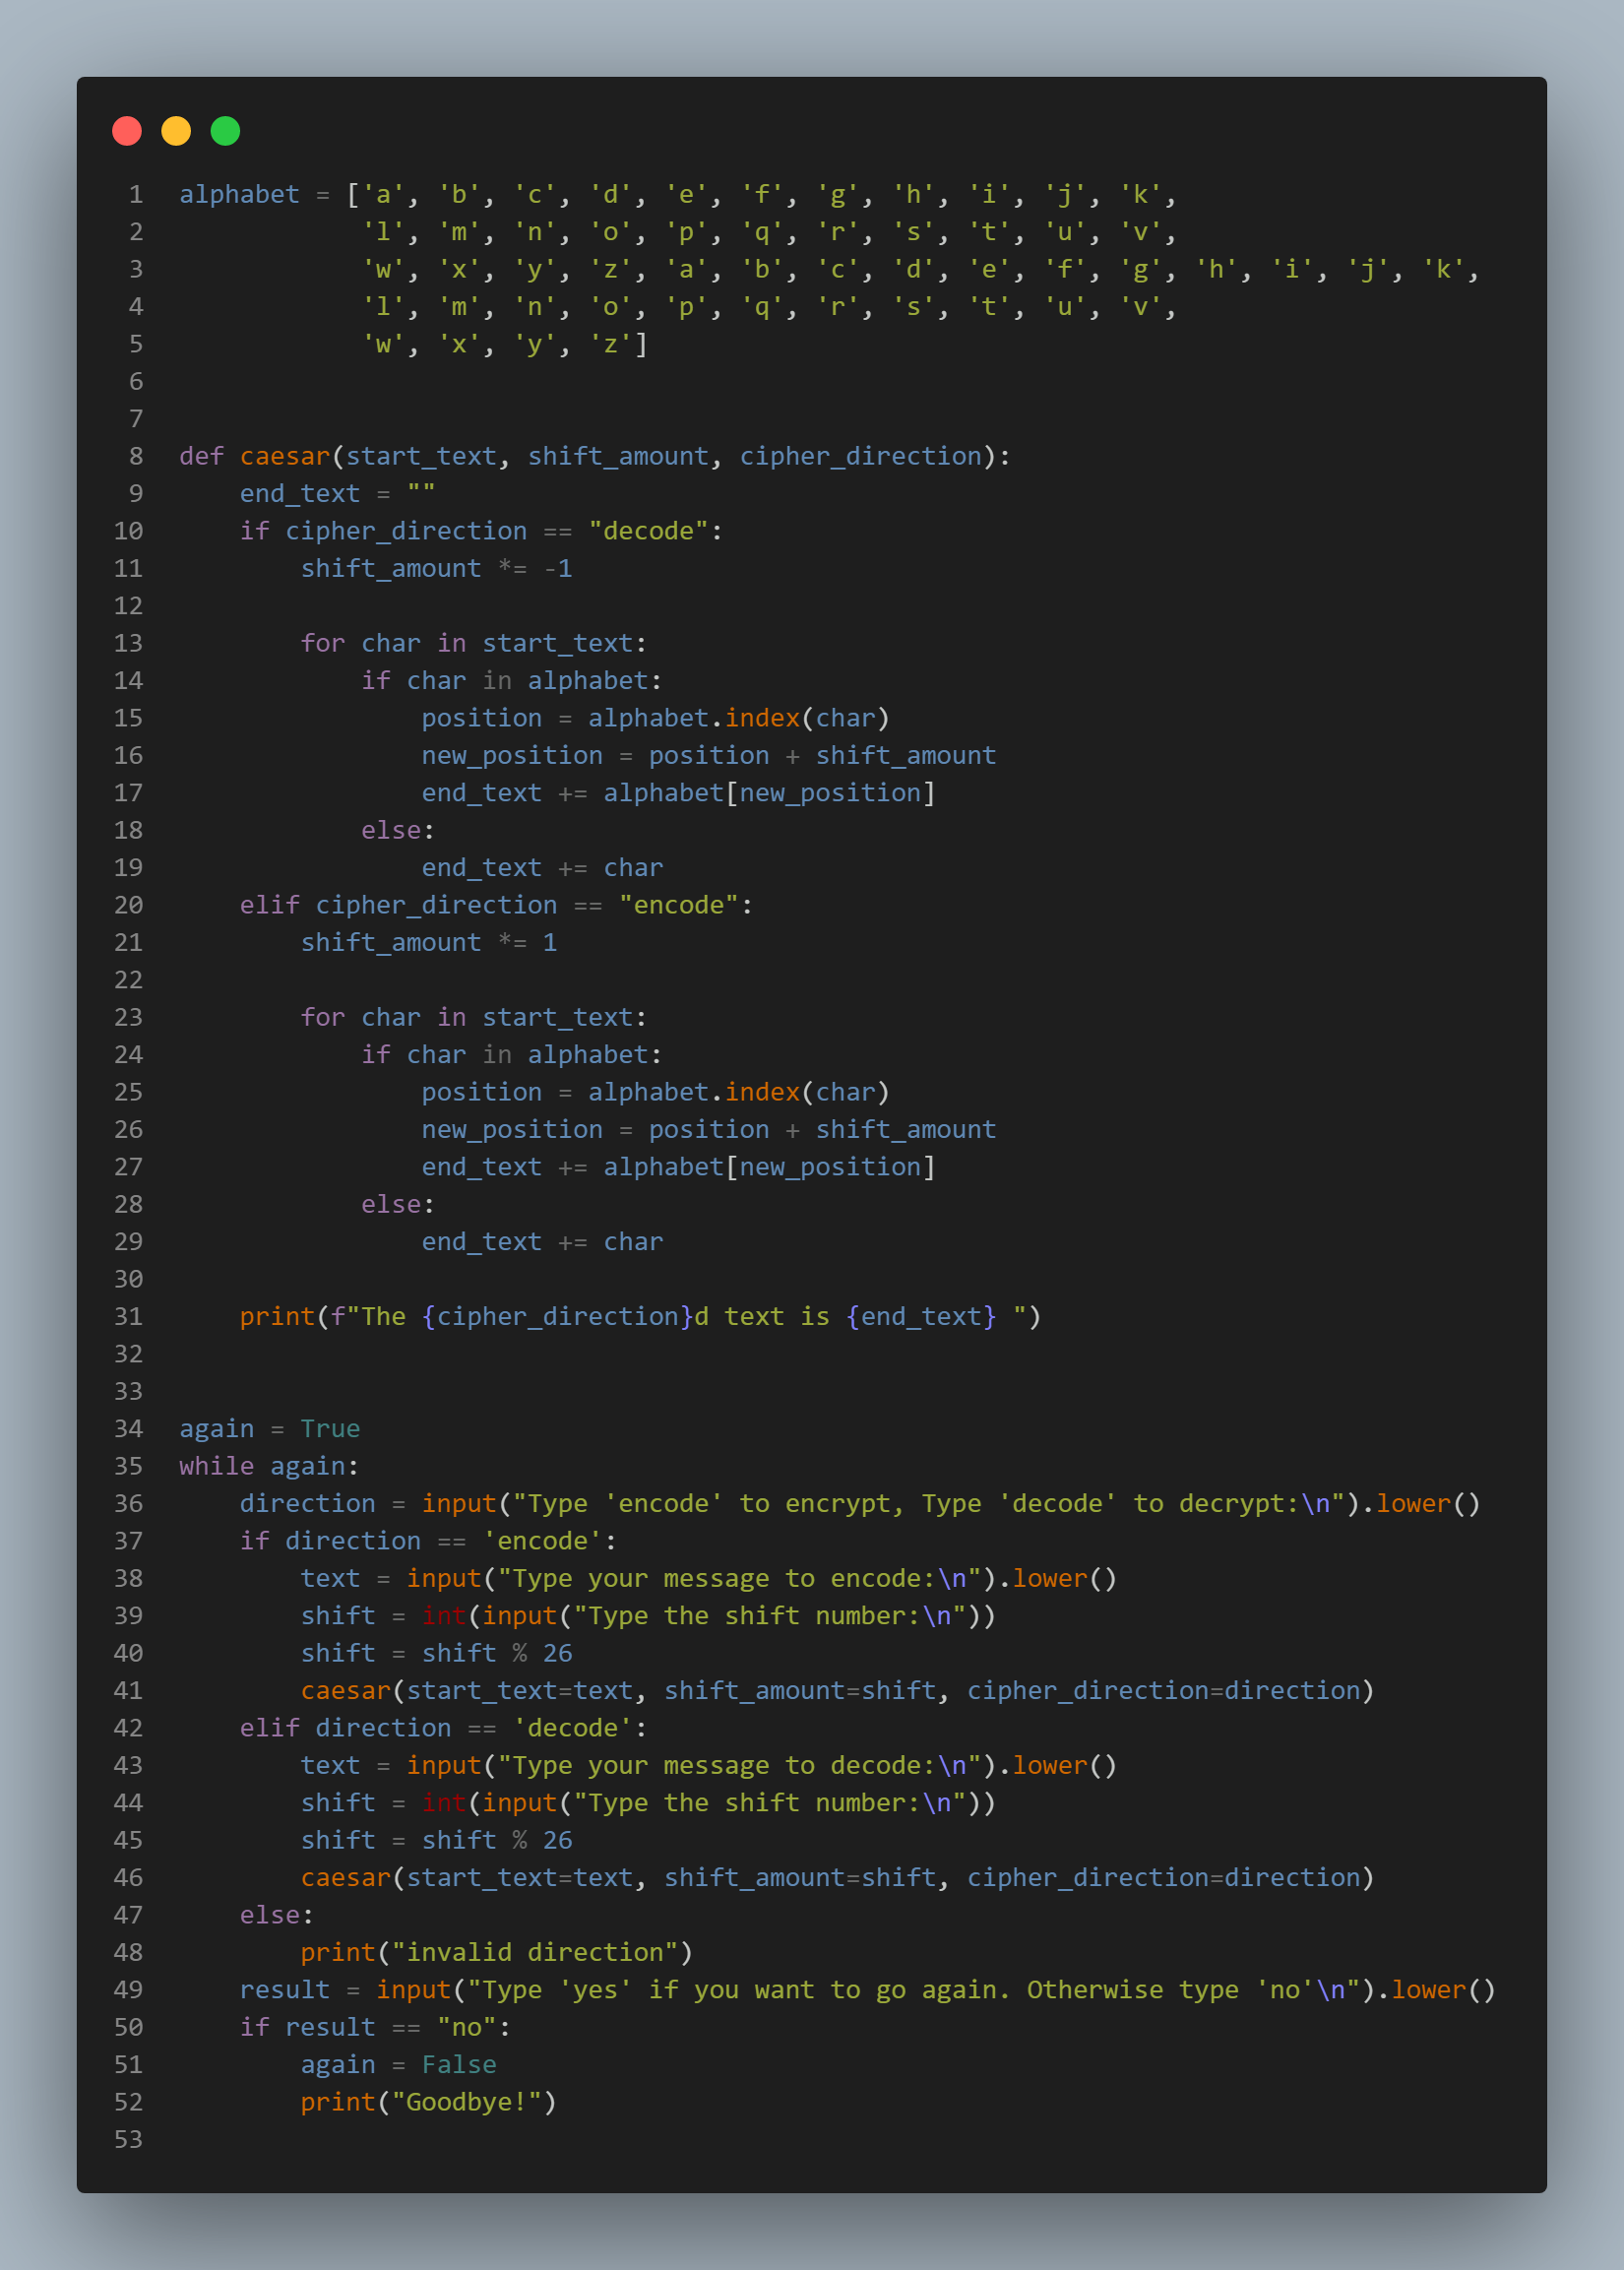 1 alphabet = ['a', 'b', 'c', 'd', 'e', 'f', 'g', 'h', 'i', 'j', 'k',
2             'l', 'm', 'n', 'o', 'p', 'q', 'r', 's', 't', 'u', 'v',
3             'w', 'x', 'y', 'z', 'a', 'b', 'c', 'd', 'e', 'f', 'g', 'h', 'i', 'j', 'k',
4             'l', 'm', 'n', 'o', 'p', 'q', 'r', 's', 't', 'u', 'v',
5             'w', 'x', 'y', 'z']
6
7
8 def caesar(start_text, shift_amount, cipher_direction):
9     end_text = ""
10     if cipher_direction == "decode":
11         shift_amount *= -1
12
13         for char in start_text:
14             if char in alphabet:
15                 position = alphabet.index(char)
16                 new_position = position + shift_amount
17                 end_text += alphabet[new_position]
18             else:
19                 end_text += char
20     elif cipher_direction == "encode":
21         shift_amount *= 1
22
23         for char in start_text:
24             if char in alphabet:
25                 position = alphabet.index(char)
26                 new_position = position + shift_amount
27                 end_text += alphabet[new_position]
28             else:
29                 end_text += char
30
31     print(f"The {cipher_direction}d text is {end_text} ")
32
33
34 again = True
35 while again:
36     direction = input("Type 'encode' to encrypt, Type 'decode' to decrypt:\n").lower()
37     if direction == 'encode':
38         text = input("Type your message to encode:\n").lower()
39         shift = int(input("Type the shift number:\n"))
40         shift = shift % 26
41         caesar(start_text=text, shift_amount=shift, cipher_direction=direction)
42     elif direction == 'decode':
43         text = input("Type your message to decode:\n").lower()
44         shift = int(input("Type the shift number:\n"))
45         shift = shift % 26
46         caesar(start_text=text, shift_amount=shift, cipher_direction=direction)
47     else:
48         print("invalid direction")
49     result = input("Type 'yes' if you want to go again. Otherwise type 'no'\n").lower()
50     if result == "no":
51         again = False
52         print("Goodbye!")
53